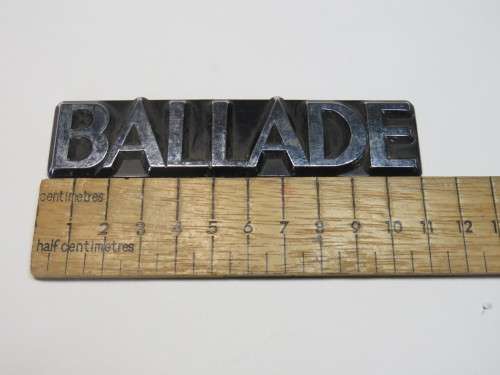 BALLADE
centimetres
1 2 3 4 5 6 7 8 9 10 11 12
half centimetres